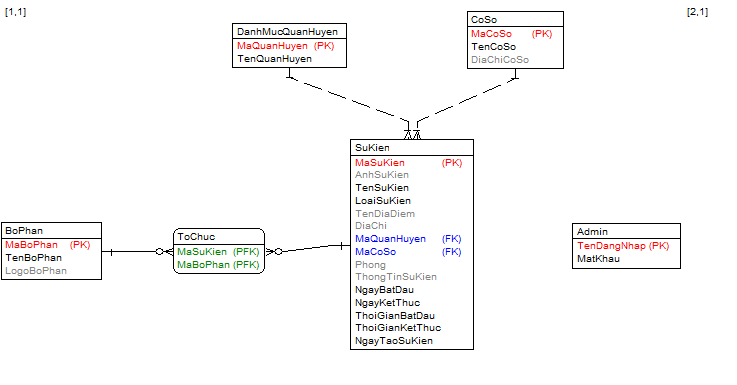 [1,1]
[2,1]
DanhMucQuanHuyen
MaQuanHuyen (PK)
TenQuanHuyen
CoSo
MaCoSo (PK)
TenCoSo
DiaChiCoSo
SuKien
MaSuKien (PK)
AnhSuKien
TenSuKien
LoaiSuKien
TenDiaDiem
DiaChi
MaQuanHuyen (FK)
MaCoSo (FK)
Phong
ThongTinSuKien
NgayBatDau
NgayKetThuc
ThoiGianBatDau
ThoiGianKetThuc
NgayTaoSuKien
BoPhan
MaBoPhan (PK)
TenBoPhan
LogoBoPhan
ToChuc
MaSuKien (PFK)
MaBoPhan (PFK)
Admin
TenDangNhap (PK)
MatKhau